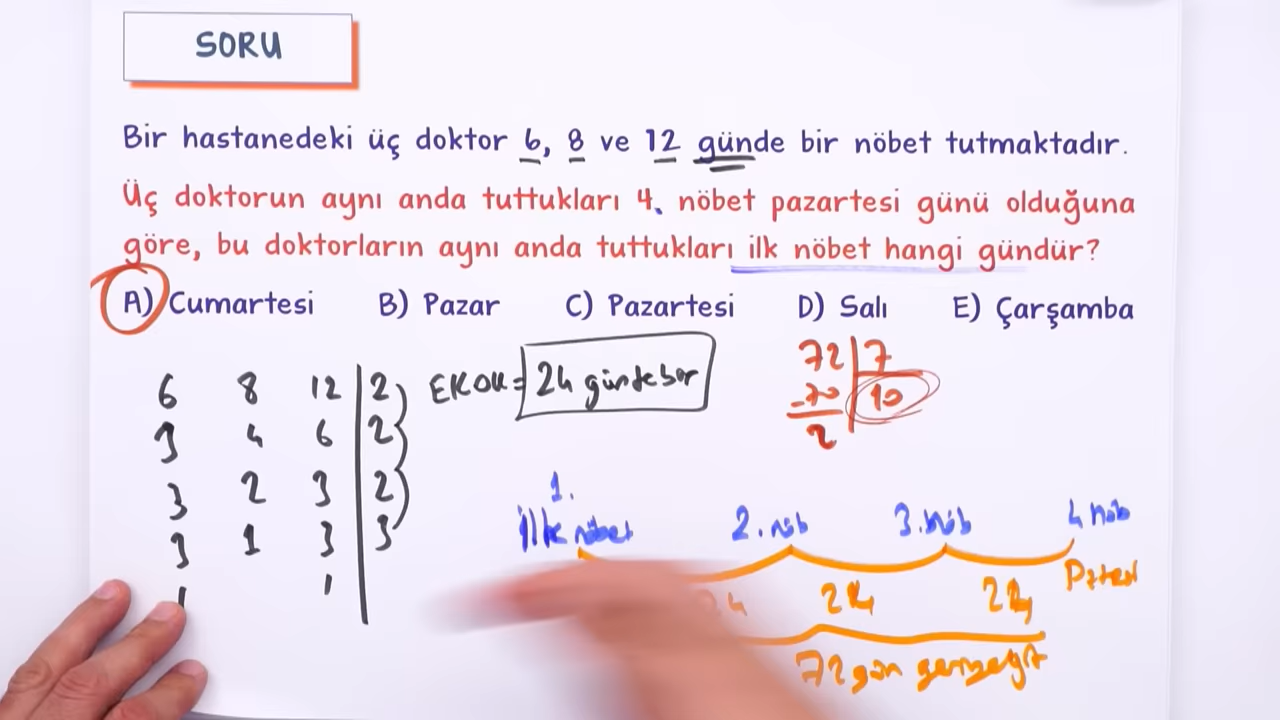 SORU
Bir hastanedeki üç doktor 6, 8 ve 12 günde bir nöbet tutmaktadır.
Üç doktorun aynı anda tuttukları 4. nöbet pazartesi günü olduğuna
göre, bu doktorların aynı anda tuttukları ilk nöbet hangi gündür?
A) Cumartesi B) Pazar C) Pazartesi D) Salı E) Çarşamba
6 8 12 | 2
3 4 6 | 2
3 2 3 | 2
3 1 3 | 3
1 1
EKOK = 24 günde bir
72 | 7
-70 10
2
1.
ilk nöbet 2. nöb 3. nöb 4 nöb
Pztesi
24 24 24
72 gün